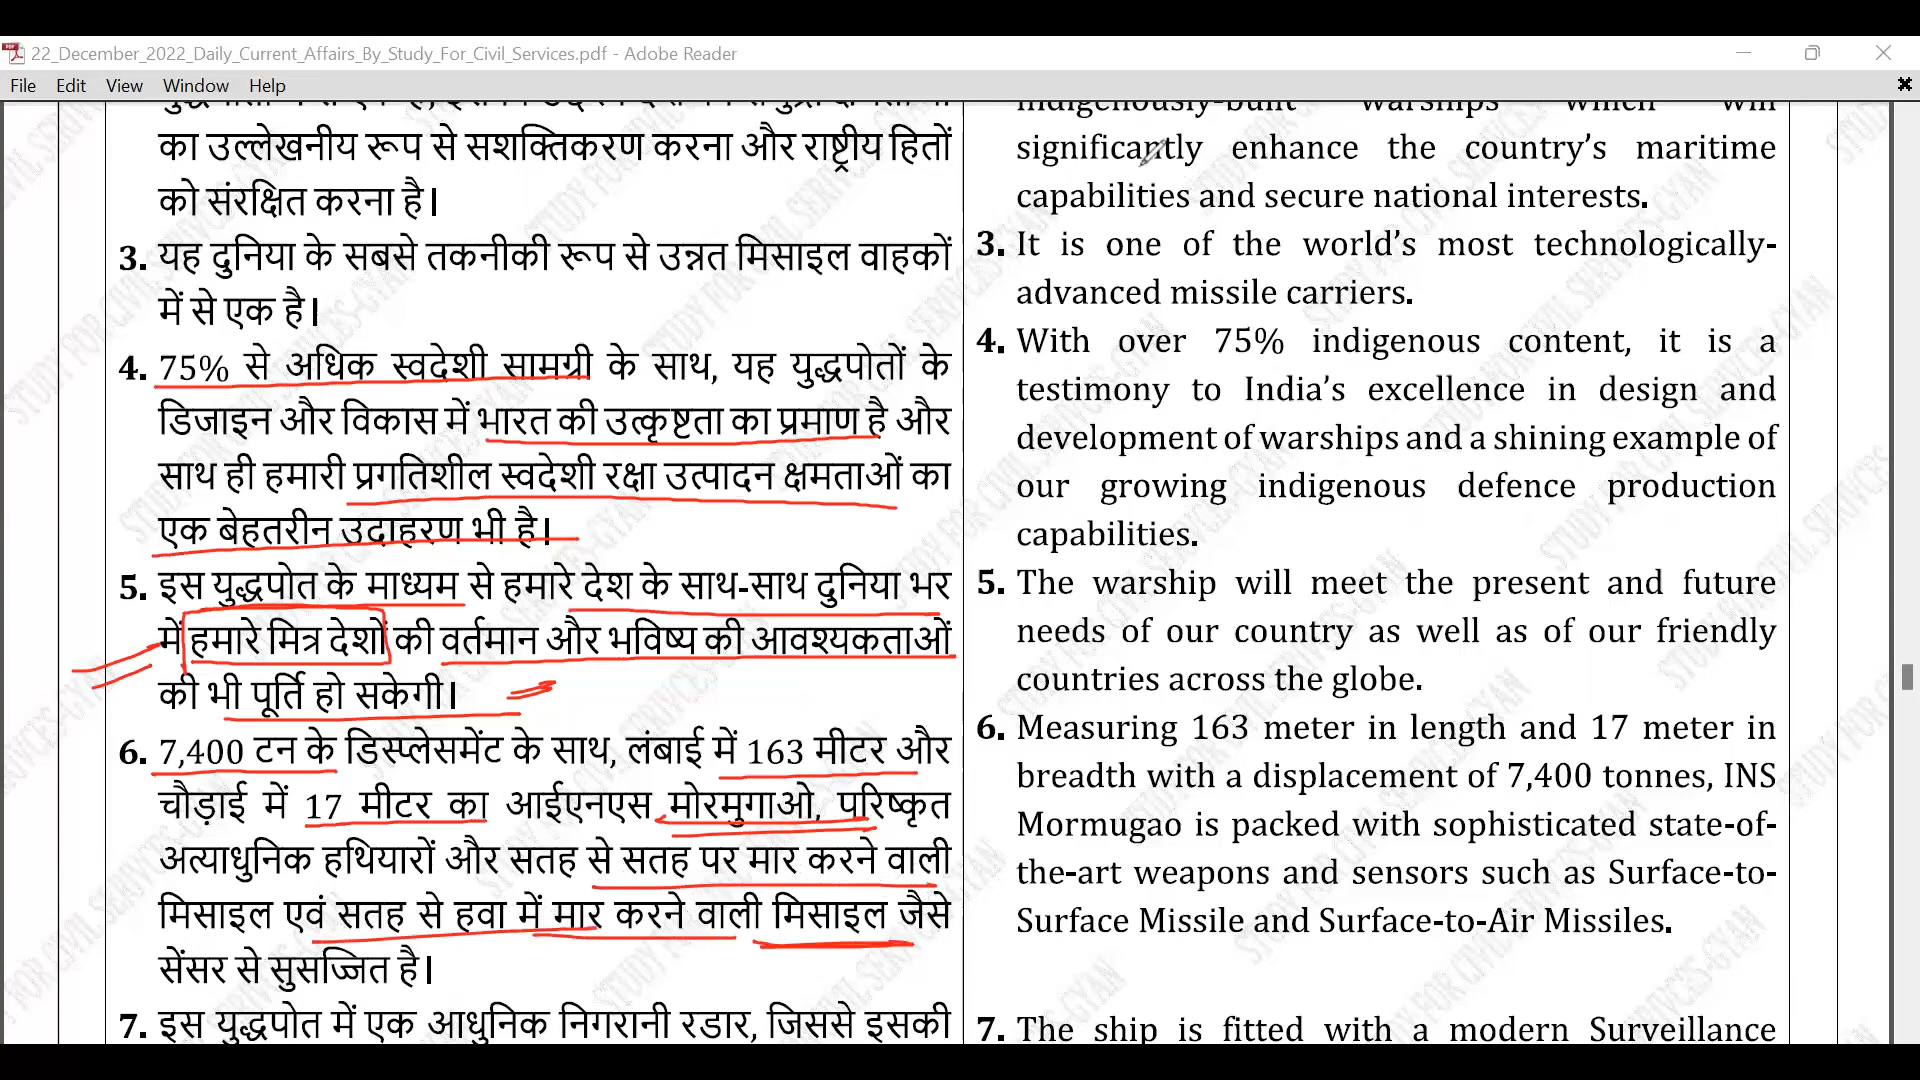 22_December_2022_Daily_Current_Affairs_By_Study_For_Civil_Services.pdf - Adobe Reader
File Edit View Window Help
का उल्लेखनीय रूप से सशक्तिकरण करना और राष्ट्रीय हितों
को संरक्षित करना है।
3. यह दुनिया के सबसे तकनीकी रूप से उन्नत मिसाइल वाहकों
में से एक है।
4. 75% से अधिक स्वदेशी सामग्री के साथ, यह युद्धपोतों के
डिजाइन और विकास में भारत की उत्कृष्टता का प्रमाण है और
साथ ही हमारी प्रगतिशील स्वदेशी रक्षा उत्पादन क्षमताओं का
एक बेहतरीन उदाहरण भी है।
5. इस युद्धपोत के माध्यम से हमारे देश के साथ-साथ दुनिया भर
में हमारे मित्र देशों की वर्तमान और भविष्य की आवश्यकताओं
की भी पूर्ति हो सकेगी।
6. 7,400 टन के डिस्प्लेसमेंट के साथ, लंबाई में 163 मीटर और
चौड़ाई में 17 मीटर का आईएनएस मोरमुगाओ, परिष्कृत
अत्याधुनिक हथियारों और सतह से सतह पर मार करने वाली
मिसाइल एवं सतह से हवा में मार करने वाली मिसाइल जैसे
सेंसर से सुसज्जित है।
7. इस युद्धपोत में एक आधुनिक निगरानी रडार, जिससे इसकी
indigenously-built warships which will
significantly enhance the country's maritime
capabilities and secure national interests.
3. It is one of the world's most technologically-
advanced missile carriers.
4. With over 75% indigenous content, it is a
testimony to India's excellence in design and
development of warships and a shining example of
our growing indigenous defence production
capabilities.
5. The warship will meet the present and future
needs of our country as well as of our friendly
countries across the globe.
6. Measuring 163 meter in length and 17 meter in
breadth with a displacement of 7,400 tonnes, INS
Mormugao is packed with sophisticated state-of-
the-art weapons and sensors such as Surface-to-
Surface Missile and Surface-to-Air Missiles.
7. The ship is fitted with a modern Surveillance